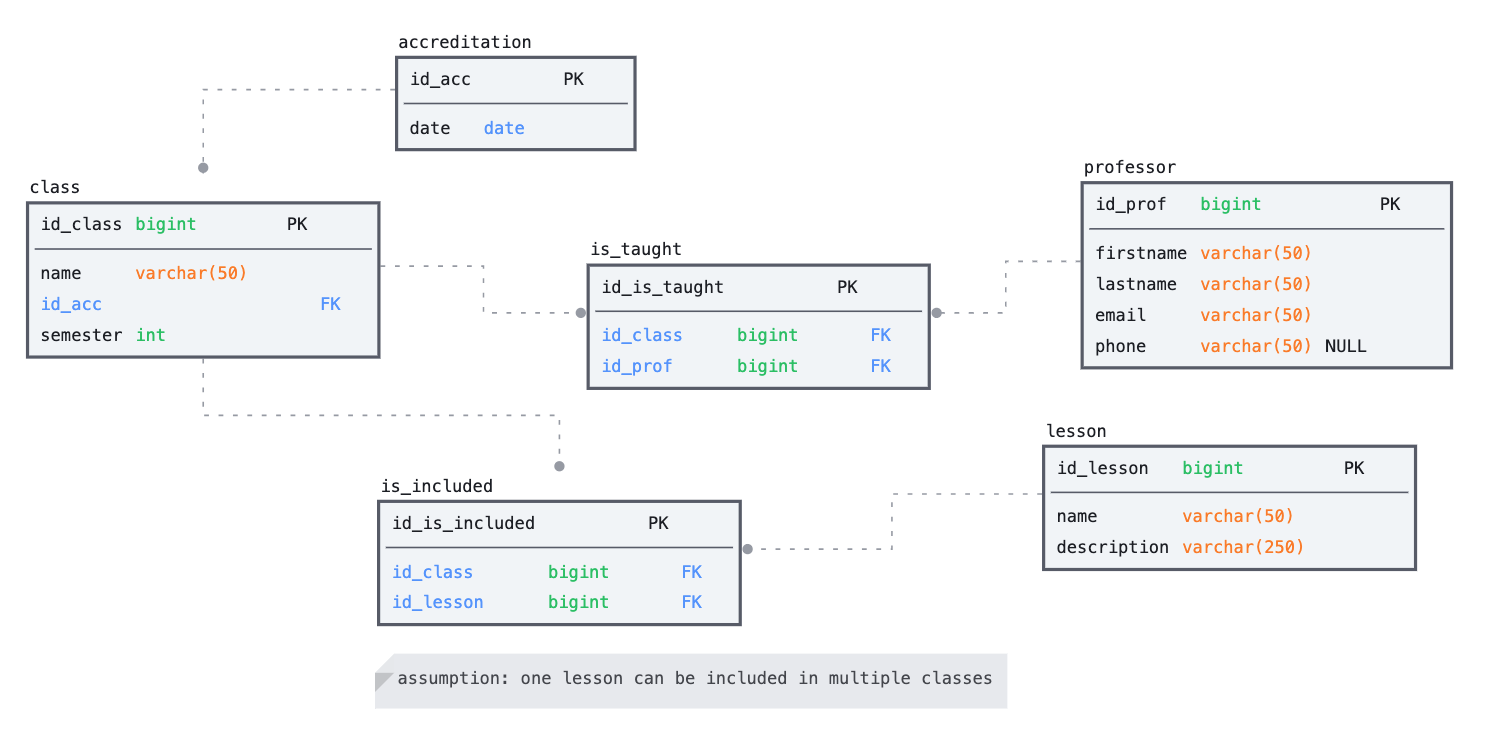 accreditation
id_acc PK
date date
class
id_class bigint PK
name varchar(50)
id_acc FK
semester int
is_taught
id_is_taught PK
id_class bigint FK
id_prof bigint FK
professor
id_prof bigint PK
firstname varchar(50)
lastname varchar(50)
email varchar(50)
phone varchar(50) NULL
is_included
id_is_included PK
id_class bigint FK
id_lesson bigint FK
lesson
id_lesson bigint PK
name varchar(50)
description varchar(250)
assumption: one lesson can be included in multiple classes